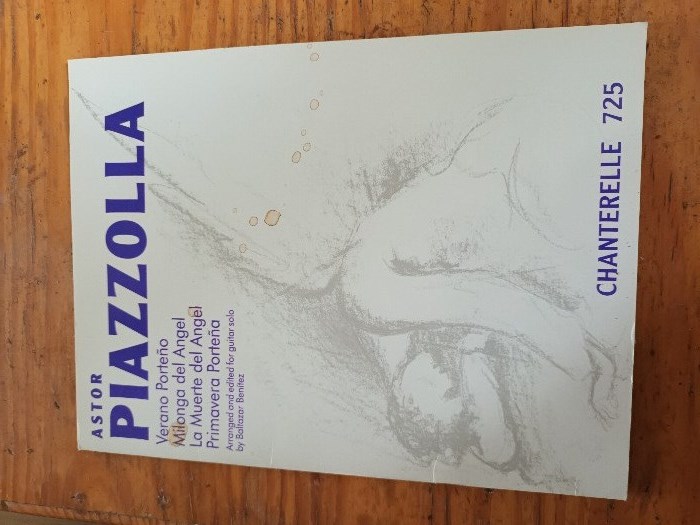 ASTOR
PIAZZOLLA
Verano Porteño
Milonga del Angel
La Muerte del Angel
Primavera Porteña
Arranged and edited for guitar solo
by Baltazar Benítez
CHANTERELLE 725